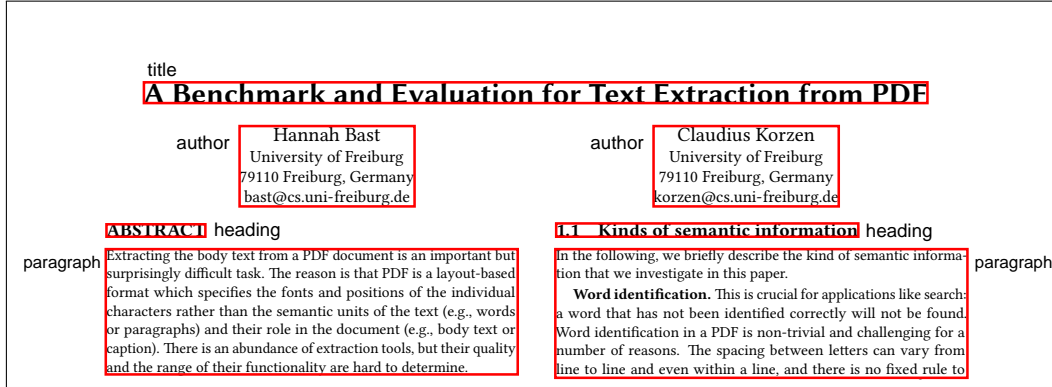 title
A Benchmark and Evaluation for Text Extraction from PDF
author
Hannah Bast
University of Freiburg
79110 Freiburg, Germany
bast@cs.uni-freiburg.de
author
Claudius Korzen
University of Freiburg
79110 Freiburg, Germany
korzen@cs.uni-freiburg.de
ABSTRACT heading
paragraph
Extracting the body text from a PDF document is an important but
surprisingly difficult task. The reason is that PDF is a layout-based
format which specifies the fonts and positions of the individual
characters rather than the semantic units of the text (e.g., words
or paragraphs) and their role in the document (e.g., body text or
caption). There is an abundance of extraction tools, but their quality
and the range of their functionality are hard to determine.
1.1 Kinds of semantic information heading
paragraph
In the following, we briefly describe the kind of semantic informa-
tion that we investigate in this paper.
Word identification. This is crucial for applications like search:
a word that has not been identified correctly will not be found.
Word identification in a PDF is non-trivial and challenging for a
number of reasons. The spacing between letters can vary from
line to line and even within a line, and there is no fixed rule to